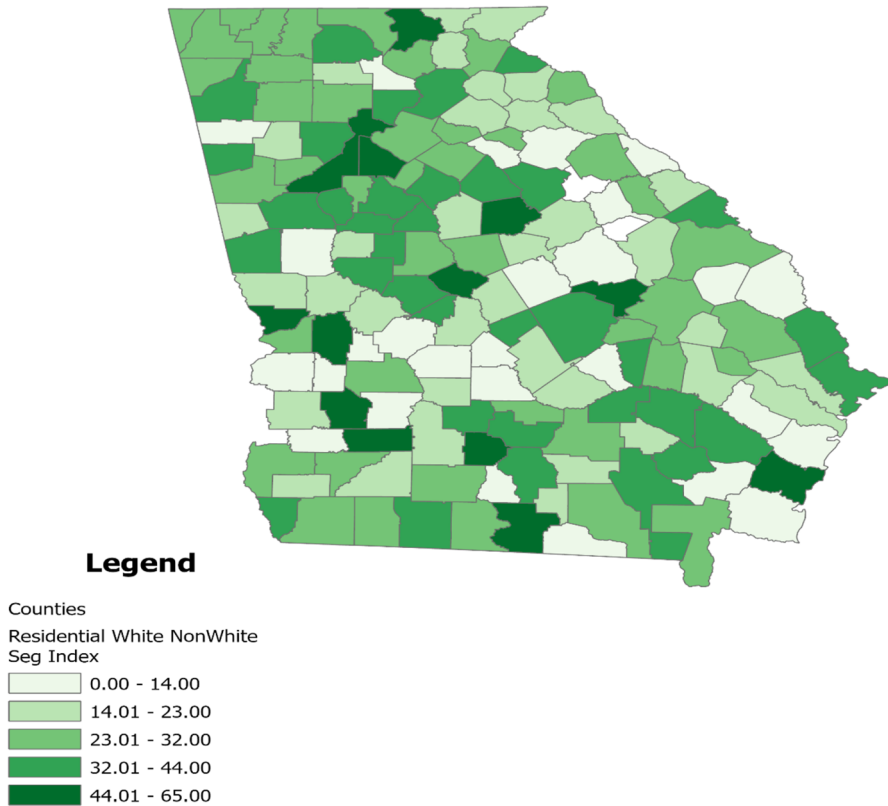 Legend
Counties
Residential White NonWhite
Seg Index
0.00 - 14.00
14.01 - 23.00
23.01 - 32.00
32.01 - 44.00
44.01 - 65.00